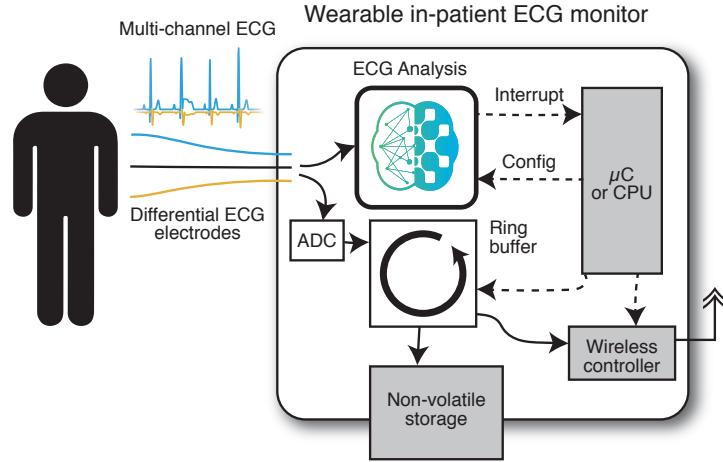 Wearable in-patient ECG monitor
Multi-channel ECG
ECG Analysis
Interrupt
Config
µC
or CPU
Differential ECG
electrodes
ADC
Ring
buffer
Wireless
controller
Non-volatile
storage